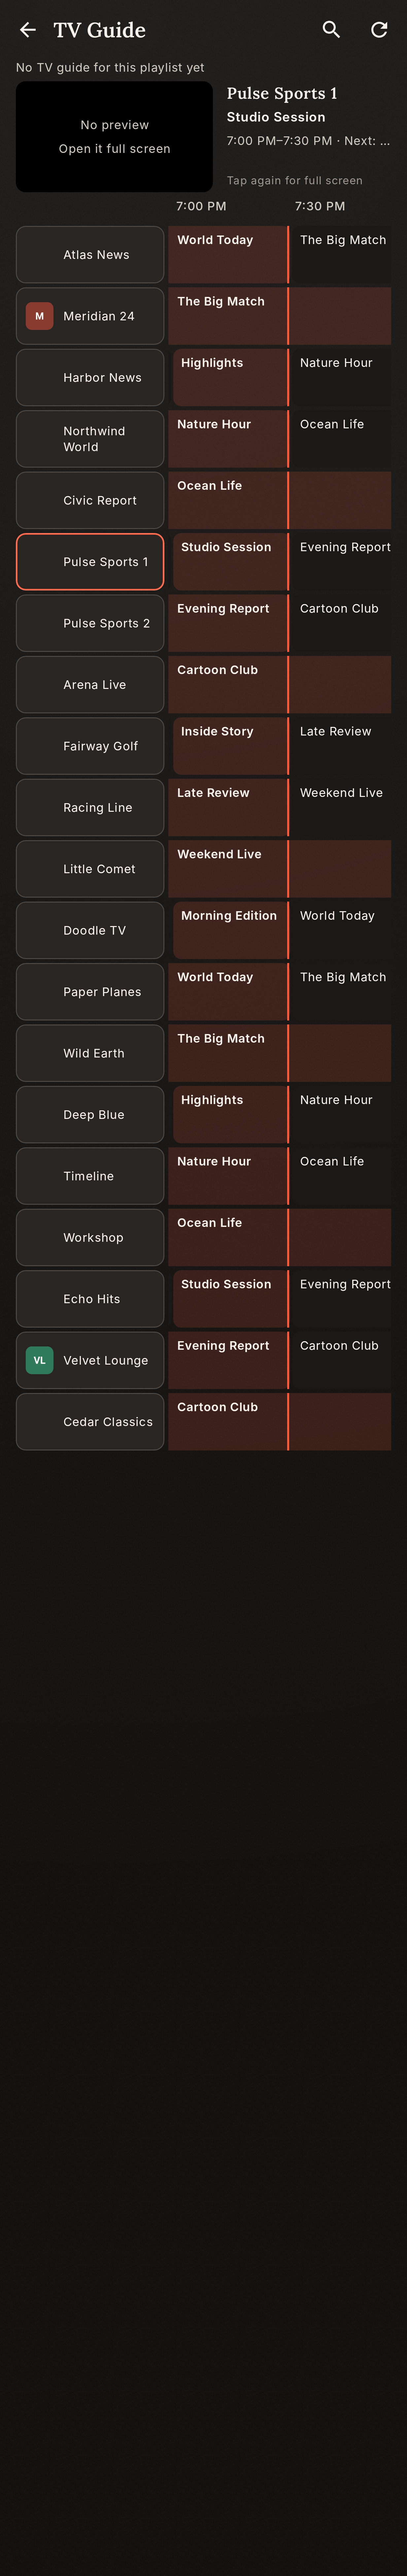 TV Guide
No TV guide for this playlist yet
No preview
Open it full screen
Pulse Sports 1
Studio Session
7:00 PM–7:30 PM · Next: ...
Tap again for full screen
7:00 PM 7:30 PM
Atlas News World Today The Big Match
M Meridian 24 The Big Match
Harbor News Highlights Nature Hour
Northwind
World Nature Hour Ocean Life
Civic Report Ocean Life
Pulse Sports 1 Studio Session Evening Report
Pulse Sports 2 Evening Report Cartoon Club
Arena Live Cartoon Club
Fairway Golf Inside Story Late Review
Racing Line Late Review Weekend Live
Little Comet Weekend Live
Doodle TV Morning Edition World Today
Paper Planes World Today The Big Match
Wild Earth The Big Match
Deep Blue Highlights Nature Hour
Timeline Nature Hour Ocean Life
Workshop Ocean Life
Echo Hits Studio Session Evening Report
VL Velvet Lounge Evening Report Cartoon Club
Cedar Classics Cartoon Club